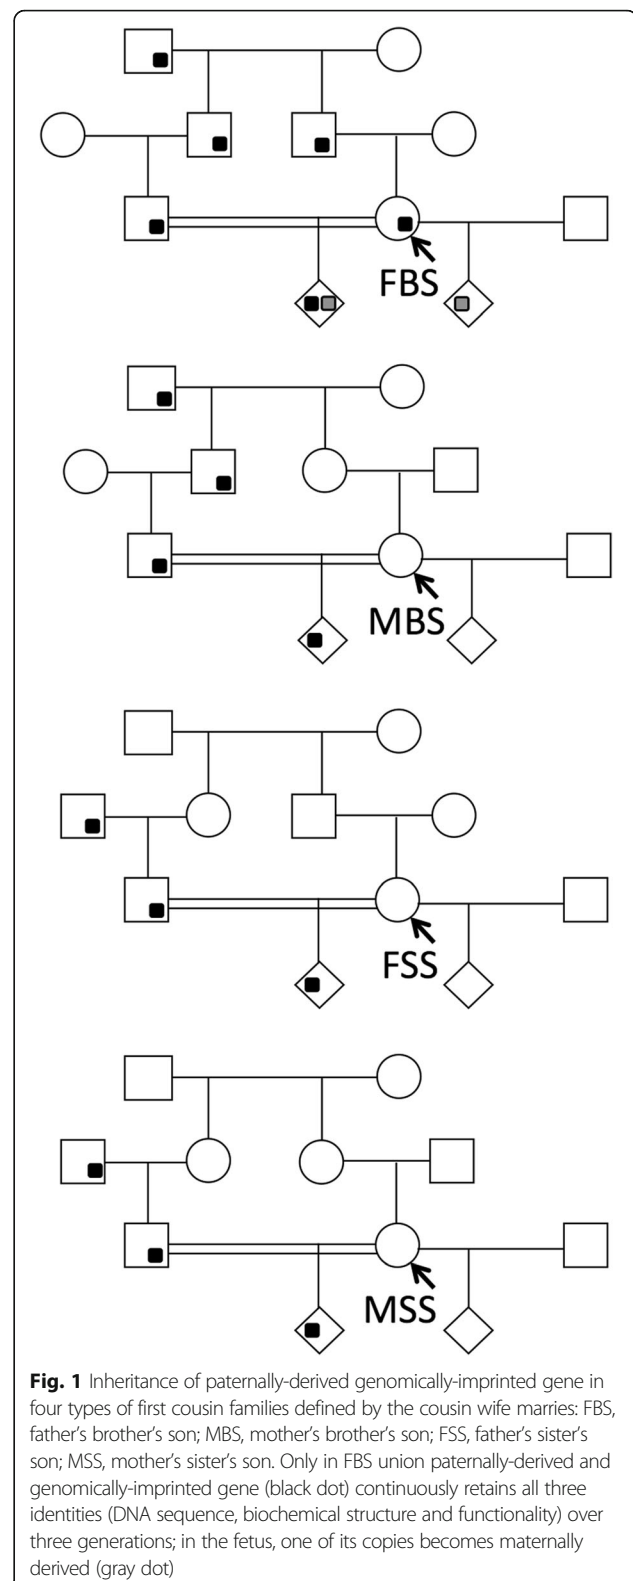 FBS
MBS
FSS
MSS
Fig. 1 Inheritance of paternally-derived genomically-imprinted gene in
four types of first cousin families defined by the cousin wife marries: FBS,
father's brother's son; MBS, mother's brother's son; FSS, father's sister's
son; MSS, mother's sister's son. Only in FBS union paternally-derived and
genomically-imprinted gene (black dot) continuously retains all three
identities (DNA sequence, biochemical structure and functionality) over
three generations; in the fetus, one of its copies becomes maternally
derived (gray dot)